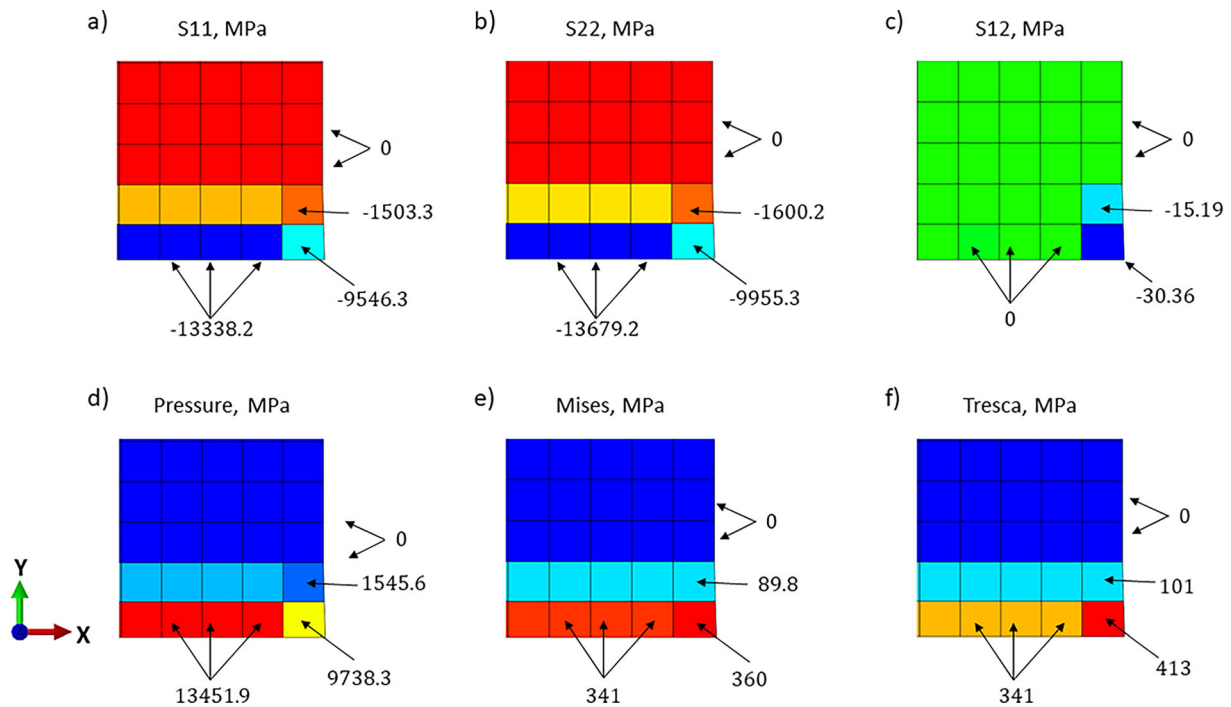 a)
S11, MPa
0
-1503.3
-9546.3
-13338.2
b)
S22, MPa
0
-1600.2
-9955.3
-13679.2
c)
S12, MPa
0
-15.19
-30.36
0
d)
Pressure, MPa
0
1545.6
9738.3
13451.9
e)
Mises, MPa
0
89.8
360
341
f)
Tresca, MPa
0
101
413
341
Y
X